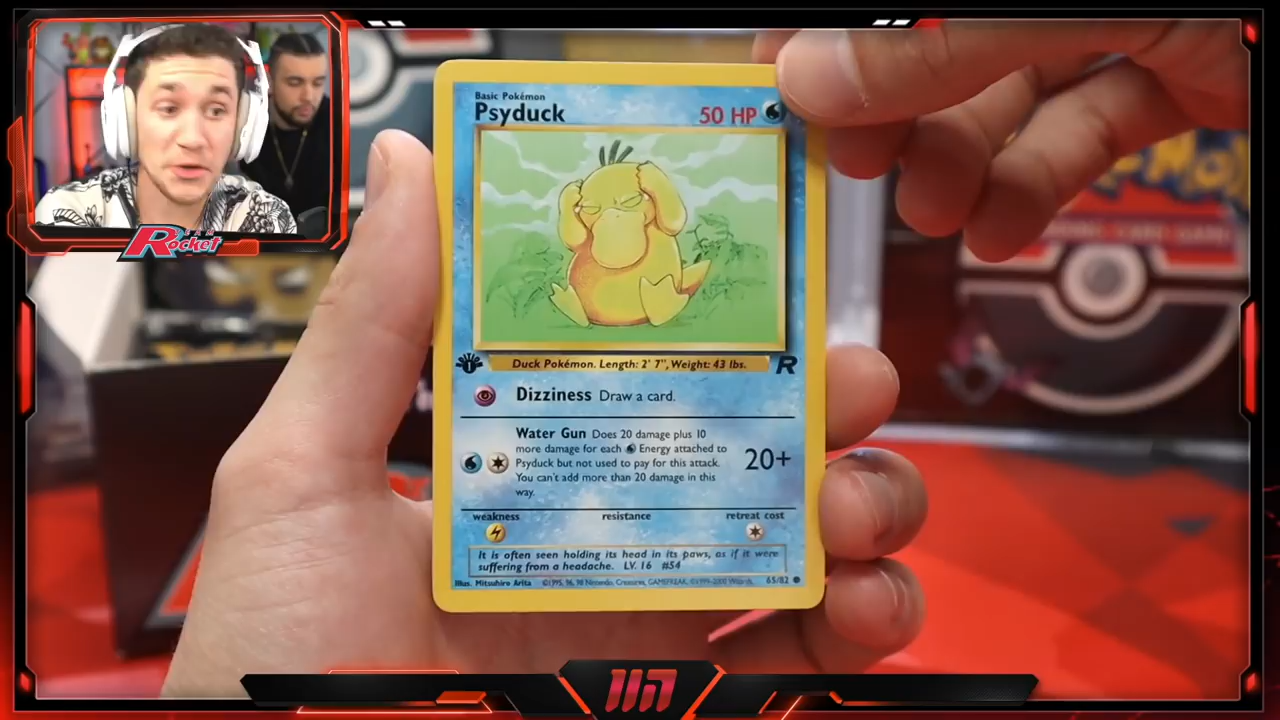 Basic Pokémon
Psyduck
50 HP
Duck Pokémon. Length: 2' 7", Weight: 43 lbs.
R
Dizziness Draw a card.
Water Gun Does 20 damage plus 10
more damage for each Energy attached to
Psyduck but not used to pay for this attack.
You can't add more than 20 damage in this
way.
20+
weakness
resistance
retreat cost
It is often seen holding its head in its paws, as if it were
suffering from a headache. LV. 16 #54
Illus. Mitsuhiro Arita
©1995, 96, 98 Nintendo, Creatures, GAMEFREAK. ©1999-2000 Wizards.
65/82
Rocket